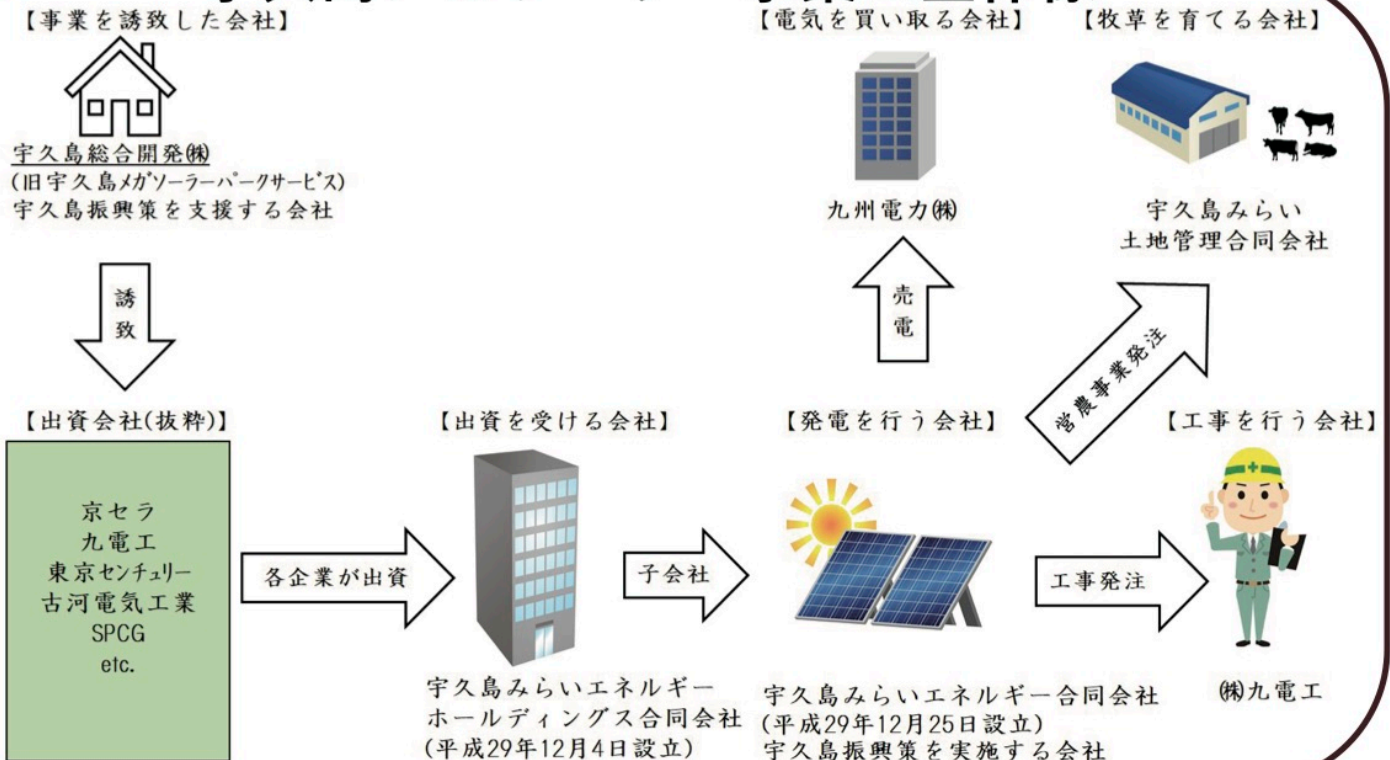 【事業を誘致した会社】
宇久島総合開発㈱
(旧宇久島メガソーラーパークサービス)
宇久島振興策を支援する会社
誘致
【電気を買い取る会社】
九州電力㈱
【牧草を育てる会社】
宇久島みらい
土地管理合同会社
売電
営農事業発注
【出資会社(抜粋)】
京セラ
九電工
東京センチュリー
古河電気工業
SPCG
etc.
各企業が出資
【出資を受ける会社】
宇久島みらいエネルギー
ホールディングス合同会社
(平成29年12月4日設立)
子会社
【発電を行う会社】
宇久島みらいエネルギー合同会社
(平成29年12月25日設立)
宇久島振興策を実施する会社
工事発注
【工事を行う会社】
㈱九電工